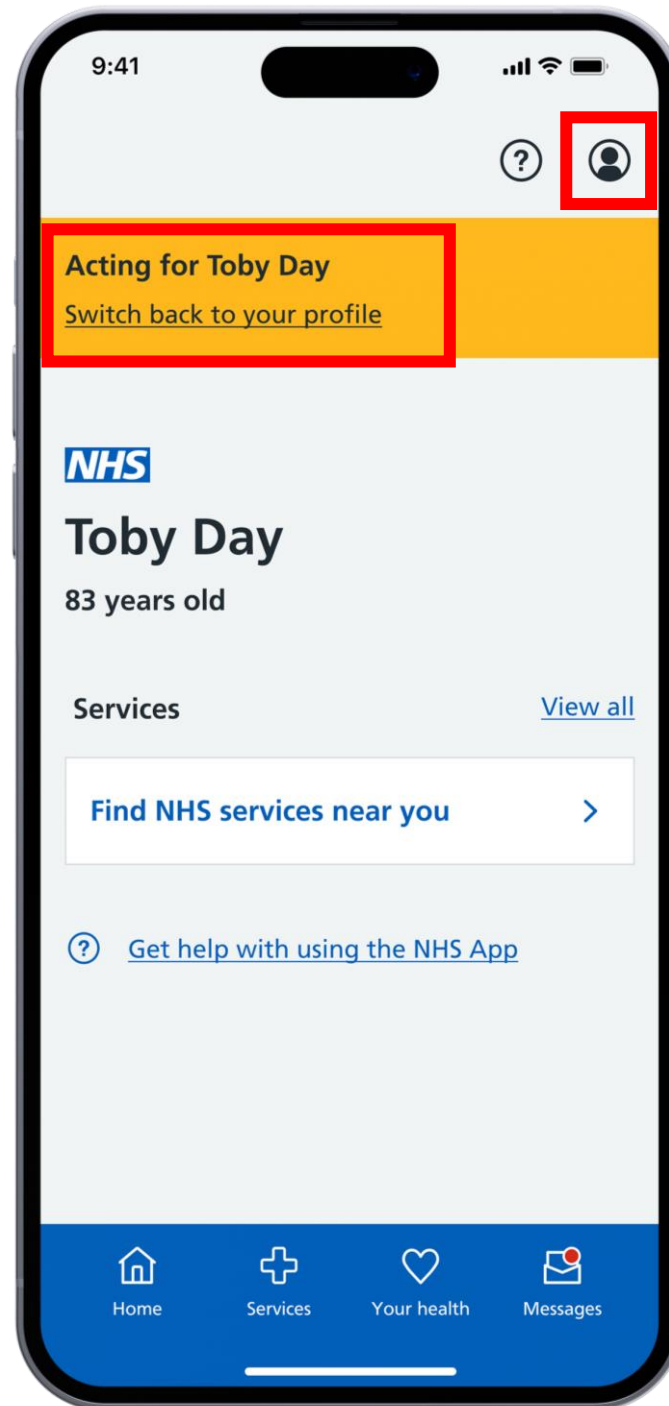 9:41
?
Acting for Toby Day
Switch back to your profile
NHS
Toby Day
83 years old
Services View all
Find NHS services near you
? Get help with using the NHS App
Home Services Your health Messages